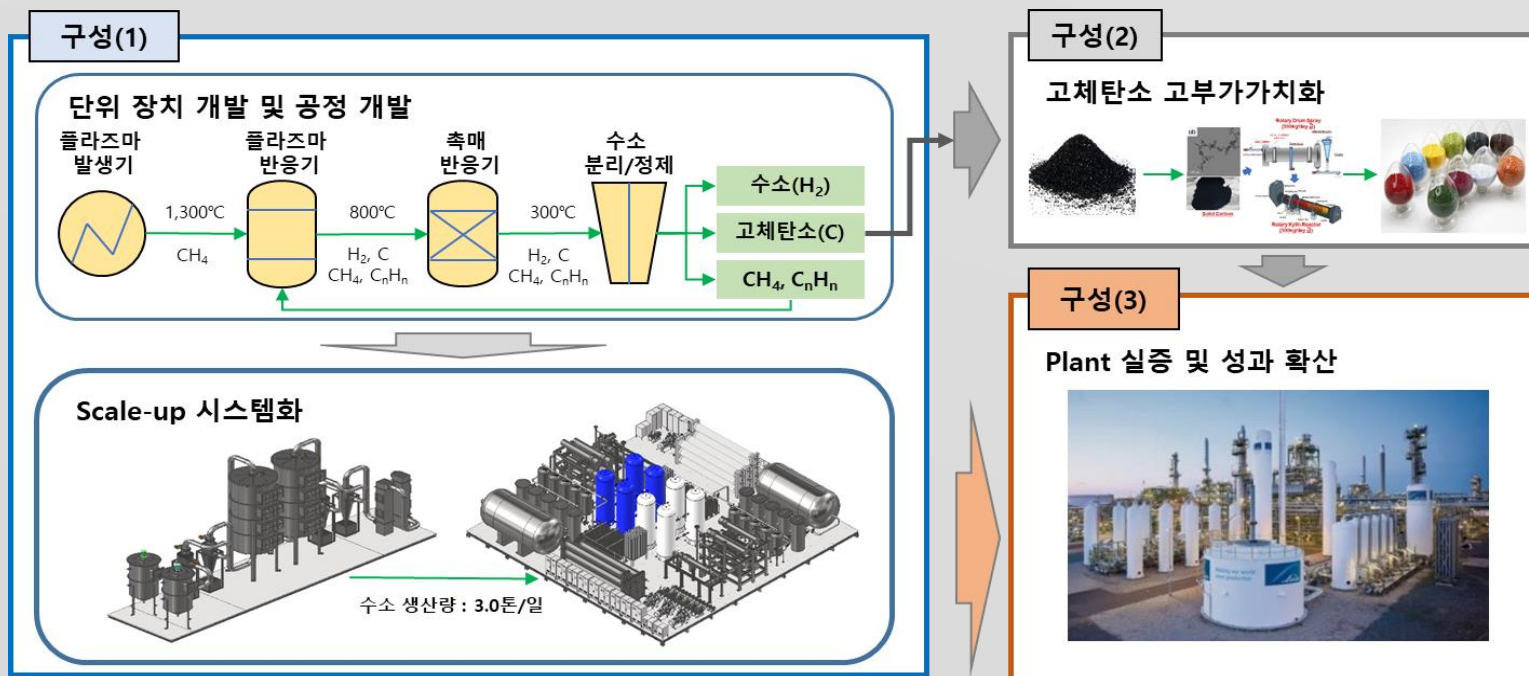 구성(1)
단위 장치 개발 및 공정 개발
플라즈마
발생기
플라즈마
반응기
촉매
반응기
수소
분리/정제
1,300℃
CH₄
800℃
H₂, C
CH₄, CₙHₙ
300℃
H₂, C
CH₄, CₙHₙ
수소(H₂)
고체탄소(C)
CH₄, CₙHₙ
Scale-up 시스템화
수소 생산량 : 3.0톤/일
구성(2)
고체탄소 고부가가치화
Rotary Drum Spray
Solid Carbon
구성(3)
Plant 실증 및 성과 확산